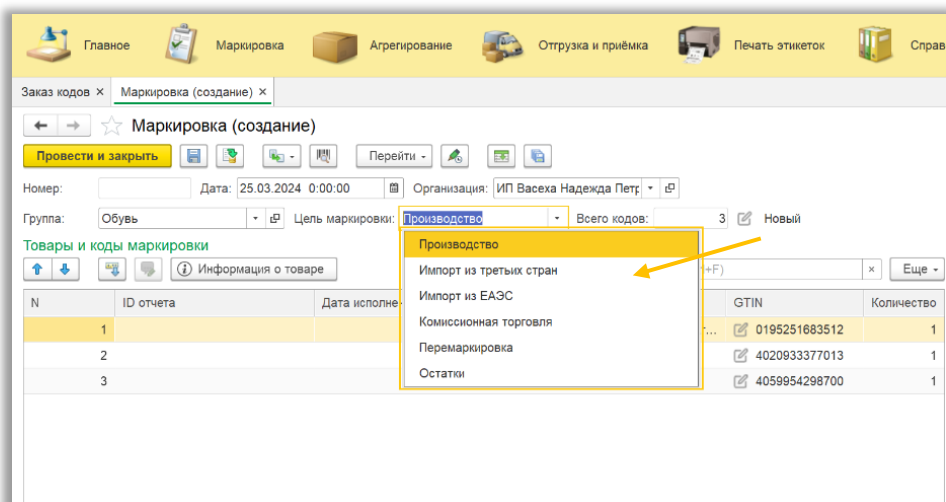 Главное Маркировка Агрегирование Отгрузка и приёмка Печать этикеток Справ
Заказ кодов × Маркировка (создание) ×
Маркировка (создание)
Провести и закрыть Перейти
Номер: Дата: 25.03.2024 0:00:00 Организация: ИП Васеха Надежда Петр
Группа: Обувь Цель маркировки: Производство Всего кодов: 3 Новый
Товары и коды маркировки
Производство
Информация о товаре +F) × Еще
Импорт из третьих стран
Импорт из ЕАЭС
N ID отчета Дата исполне GTIN Количество
Комиссионная торговля
1 0195251683512 1
Перемаркировка
2 4020933377013 1
Остатки
3 4059954298700 1